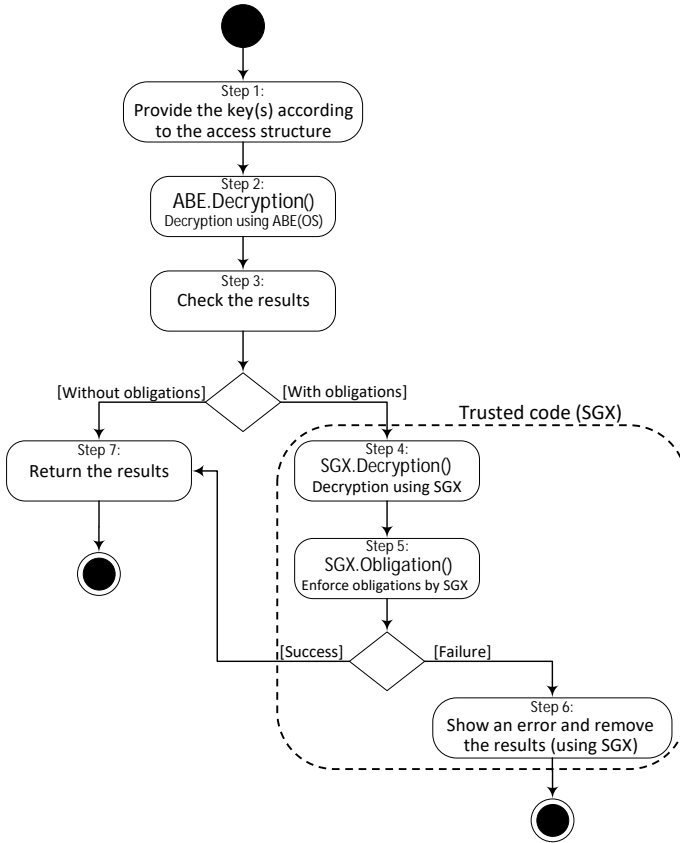 Step 1:
Provide the key(s) according
to the access structure
Step 2:
ABE.Decryption()
Decryption using ABE(OS)
Step 3:
Check the results
[Without obligations]
[With obligations]
Trusted code (SGX)
Step 7:
Return the results
Step 4:
SGX.Decryption()
Decryption using SGX
Step 5:
SGX.Obligation()
Enforce obligations by SGX
[Success]
[Failure]
Step 6:
Show an error and remove
the results (using SGX)